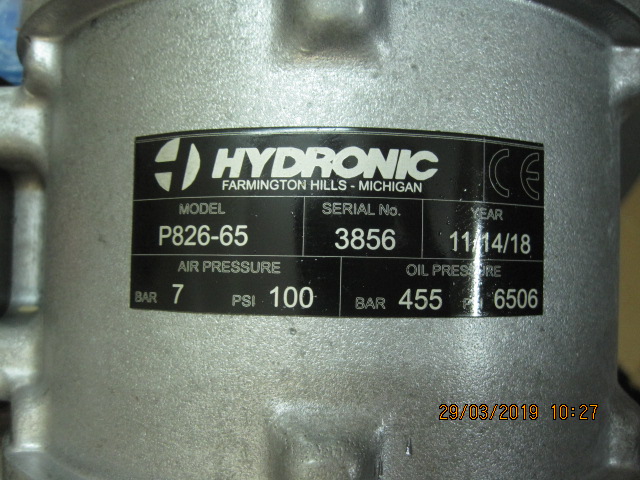 HYDRONIC
FARMINGTON HILLS - MICHIGAN
CE
MODEL SERIAL No. YEAR
P826-65 3856 11/14/18
AIR PRESSURE OIL PRESSURE
BAR 7 PSI 100 BAR 455 PSI 6506
29/03/2019 10:27